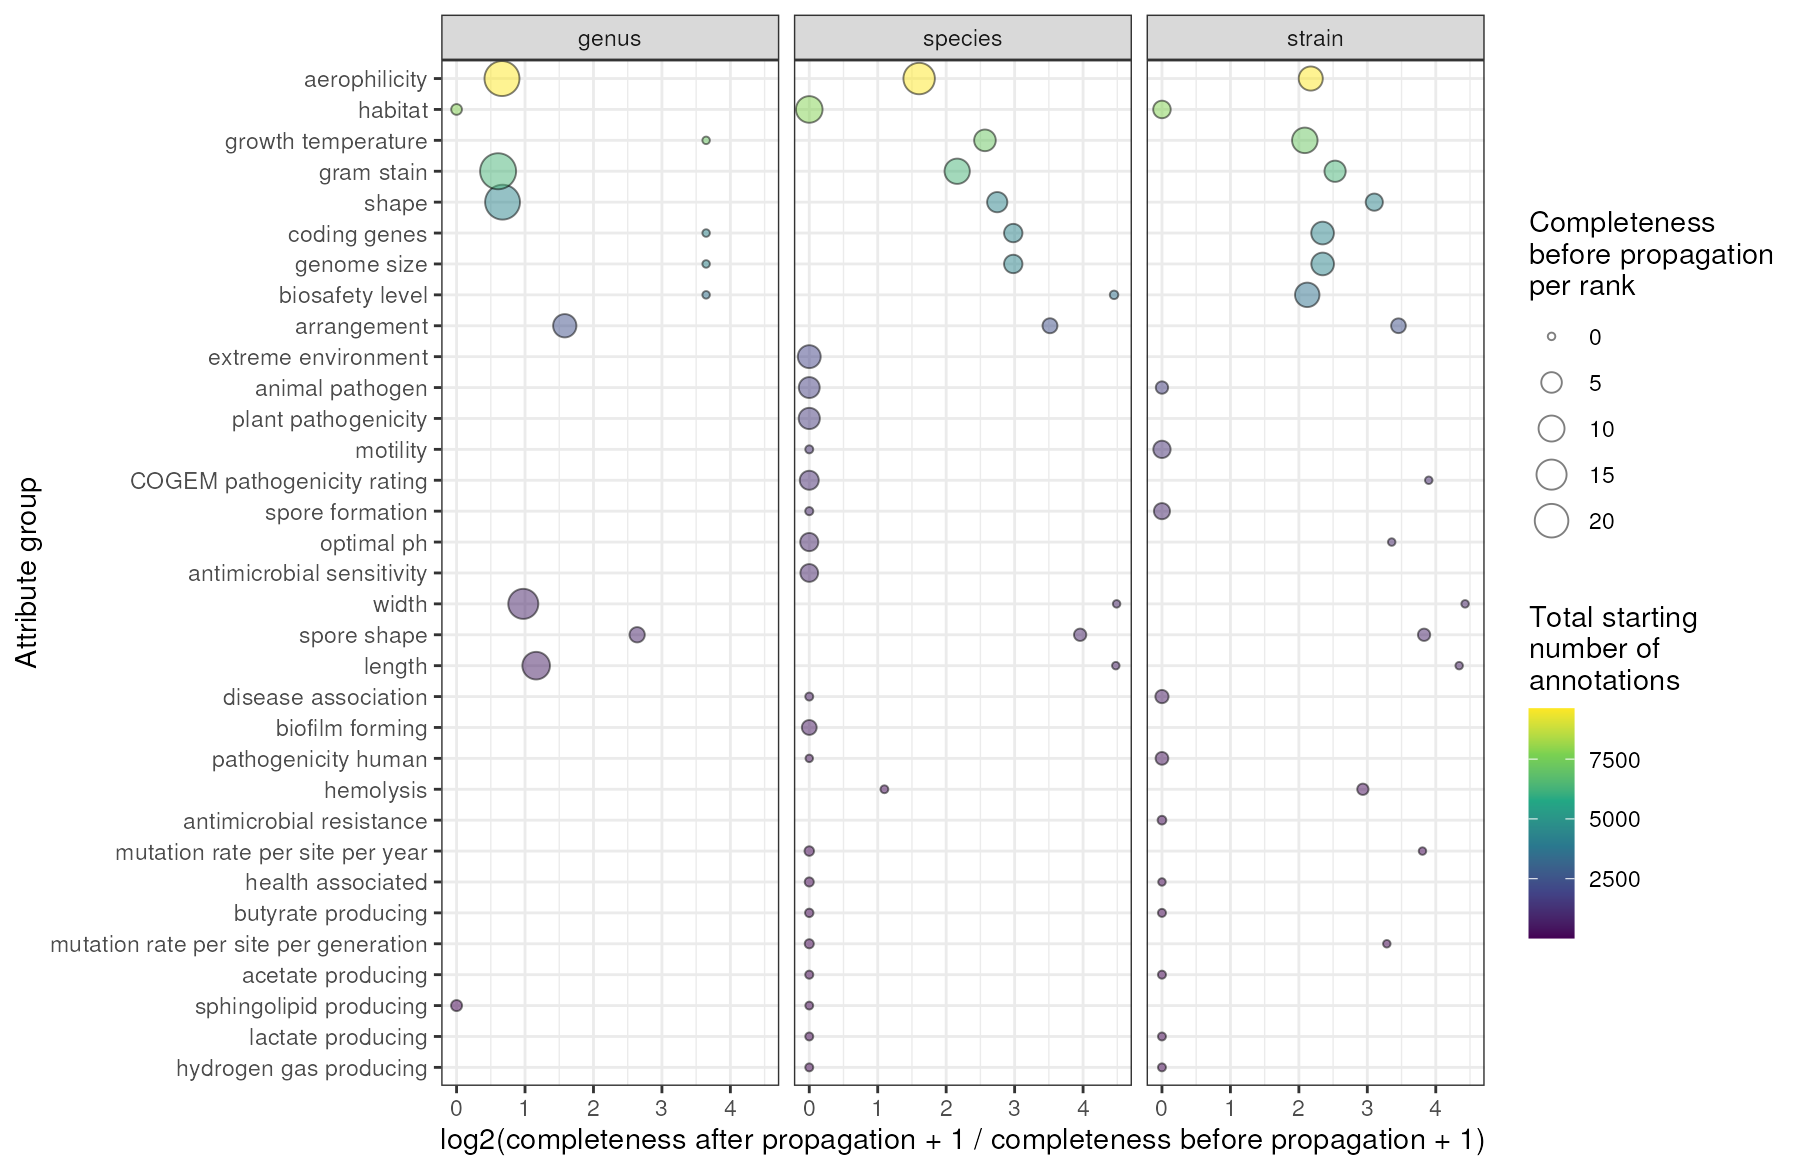 genus
species
strain
Attribute group
aerophilicity
habitat
growth temperature
gram stain
shape
coding genes
genome size
biosafety level
arrangement
extreme environment
animal pathogen
plant pathogenicity
motility
COGEM pathogenicity rating
spore formation
optimal ph
antimicrobial sensitivity
width
spore shape
length
disease association
biofilm forming
pathogenicity human
hemolysis
antimicrobial resistance
mutation rate per site per year
health associated
butyrate producing
mutation rate per site per generation
acetate producing
sphingolipid producing
lactate producing
hydrogen gas producing
0 1 2 3 4
0 1 2 3 4
0 1 2 3 4
log2(completeness after propagation + 1 / completeness before propagation + 1)
Completeness
before propagation
per rank
0
5
10
15
20
Total starting
number of
annotations
7500
5000
2500